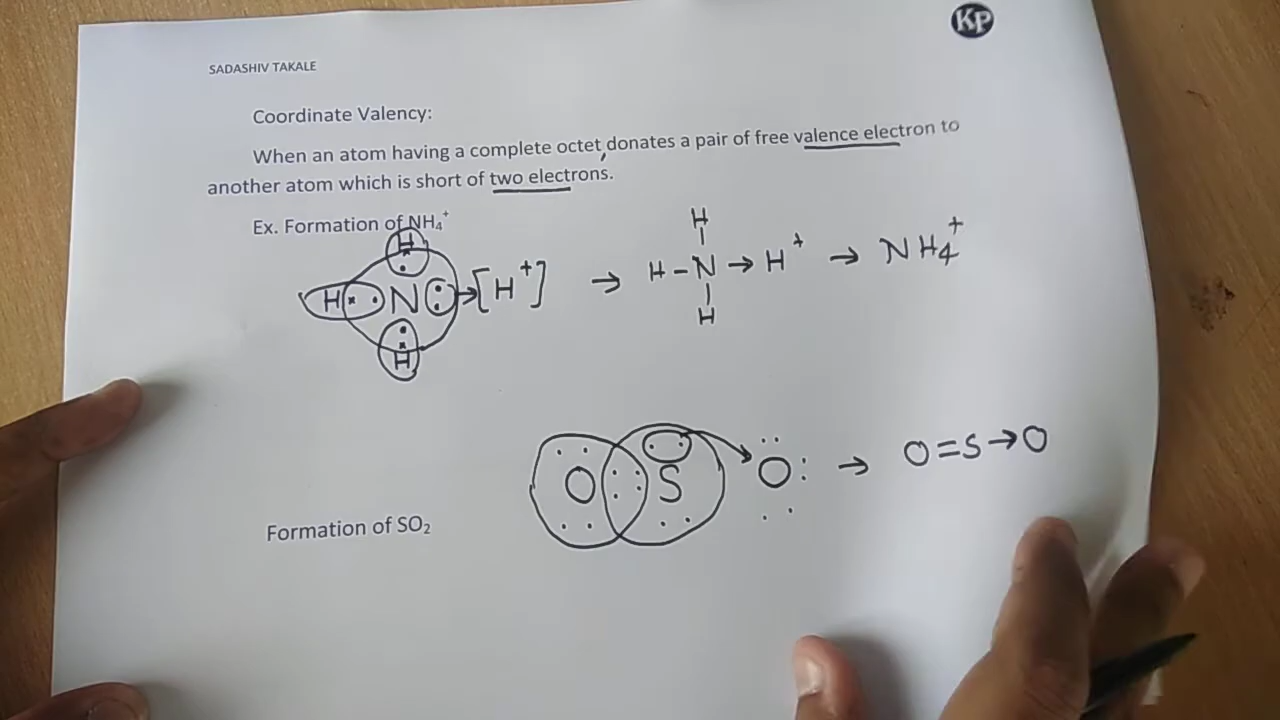 KP
SADASHIV TAKALE
Coordinate Valency:
When an atom having a complete octet, donates a pair of free valence electron to
another atom which is short of two electrons.
Ex. Formation of NH₄⁺
H
H N → [H⁺] → H–N → H⁺ → NH₄⁺
H
H
H
O S O → O=S→O
Formation of SO₂